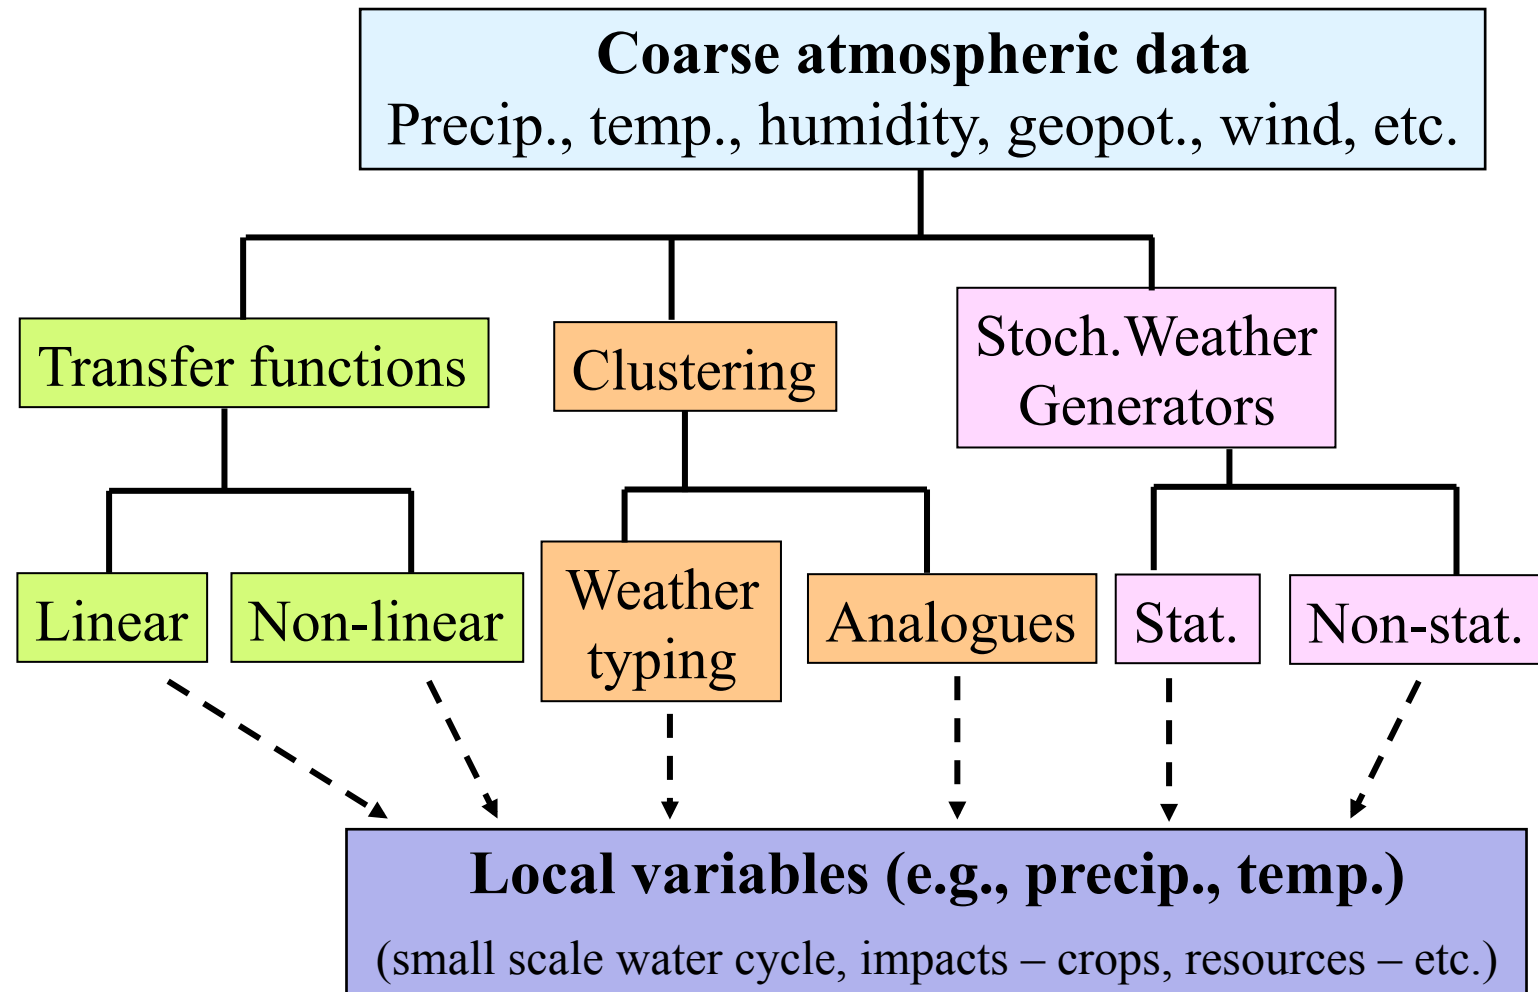 Coarse atmospheric data
Precip., temp., humidity, geopot., wind, etc.
Transfer functions
Clustering
Stoch.Weather
Generators
Linear
Non-linear
Weather
typing
Analogues
Stat.
Non-stat.
Local variables (e.g., precip., temp.)
(small scale water cycle, impacts – crops, resources – etc.)